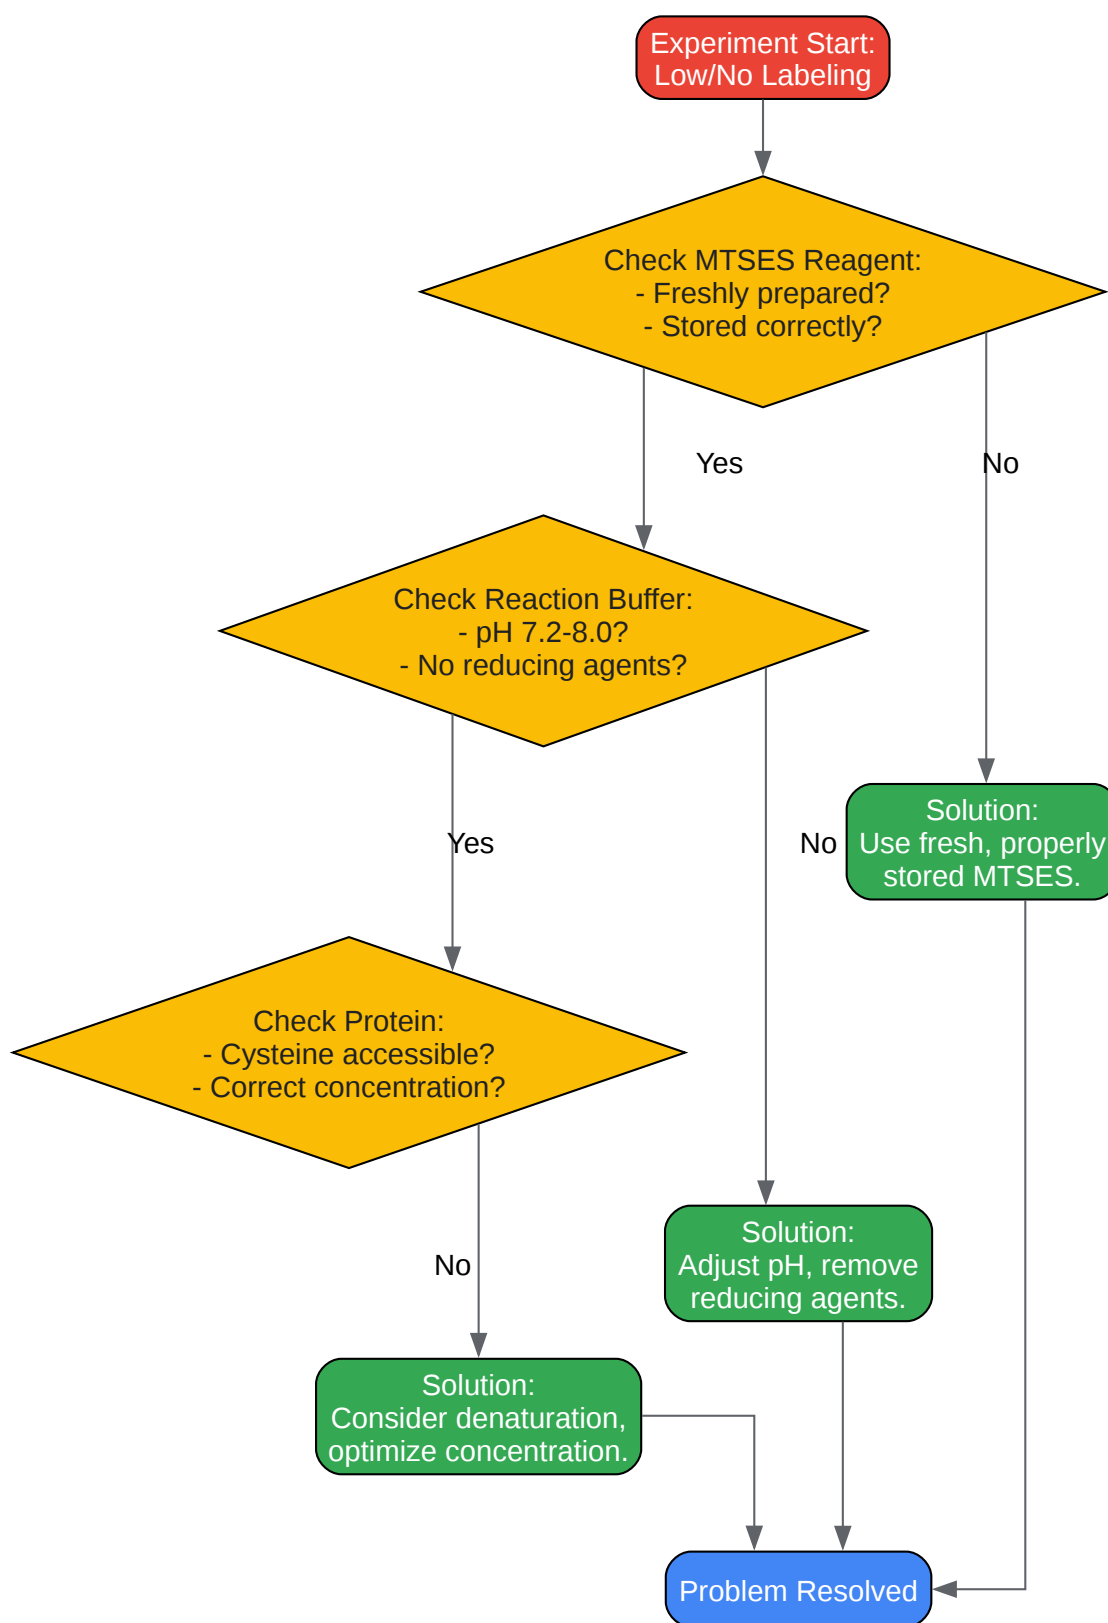 Experiment Start:
Low/No Labeling
Check MTSES Reagent:
- Freshly prepared?
- Stored correctly?
Yes
No
Check Reaction Buffer:
- pH 7.2-8.0?
- No reducing agents?
Yes
No
Solution:
Use fresh, properly
stored MTSES.
Check Protein:
- Cysteine accessible?
- Correct concentration?
No
Solution:
Adjust pH, remove
reducing agents.
Solution:
Consider denaturation,
optimize concentration.
Problem Resolved